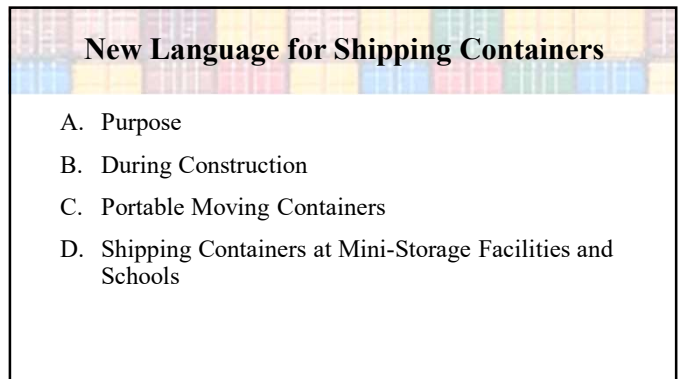 New Language for Shipping Containers
A. Purpose
B. During Construction
C. Portable Moving Containers
D. Shipping Containers at Mini-Storage Facilities and
Schools